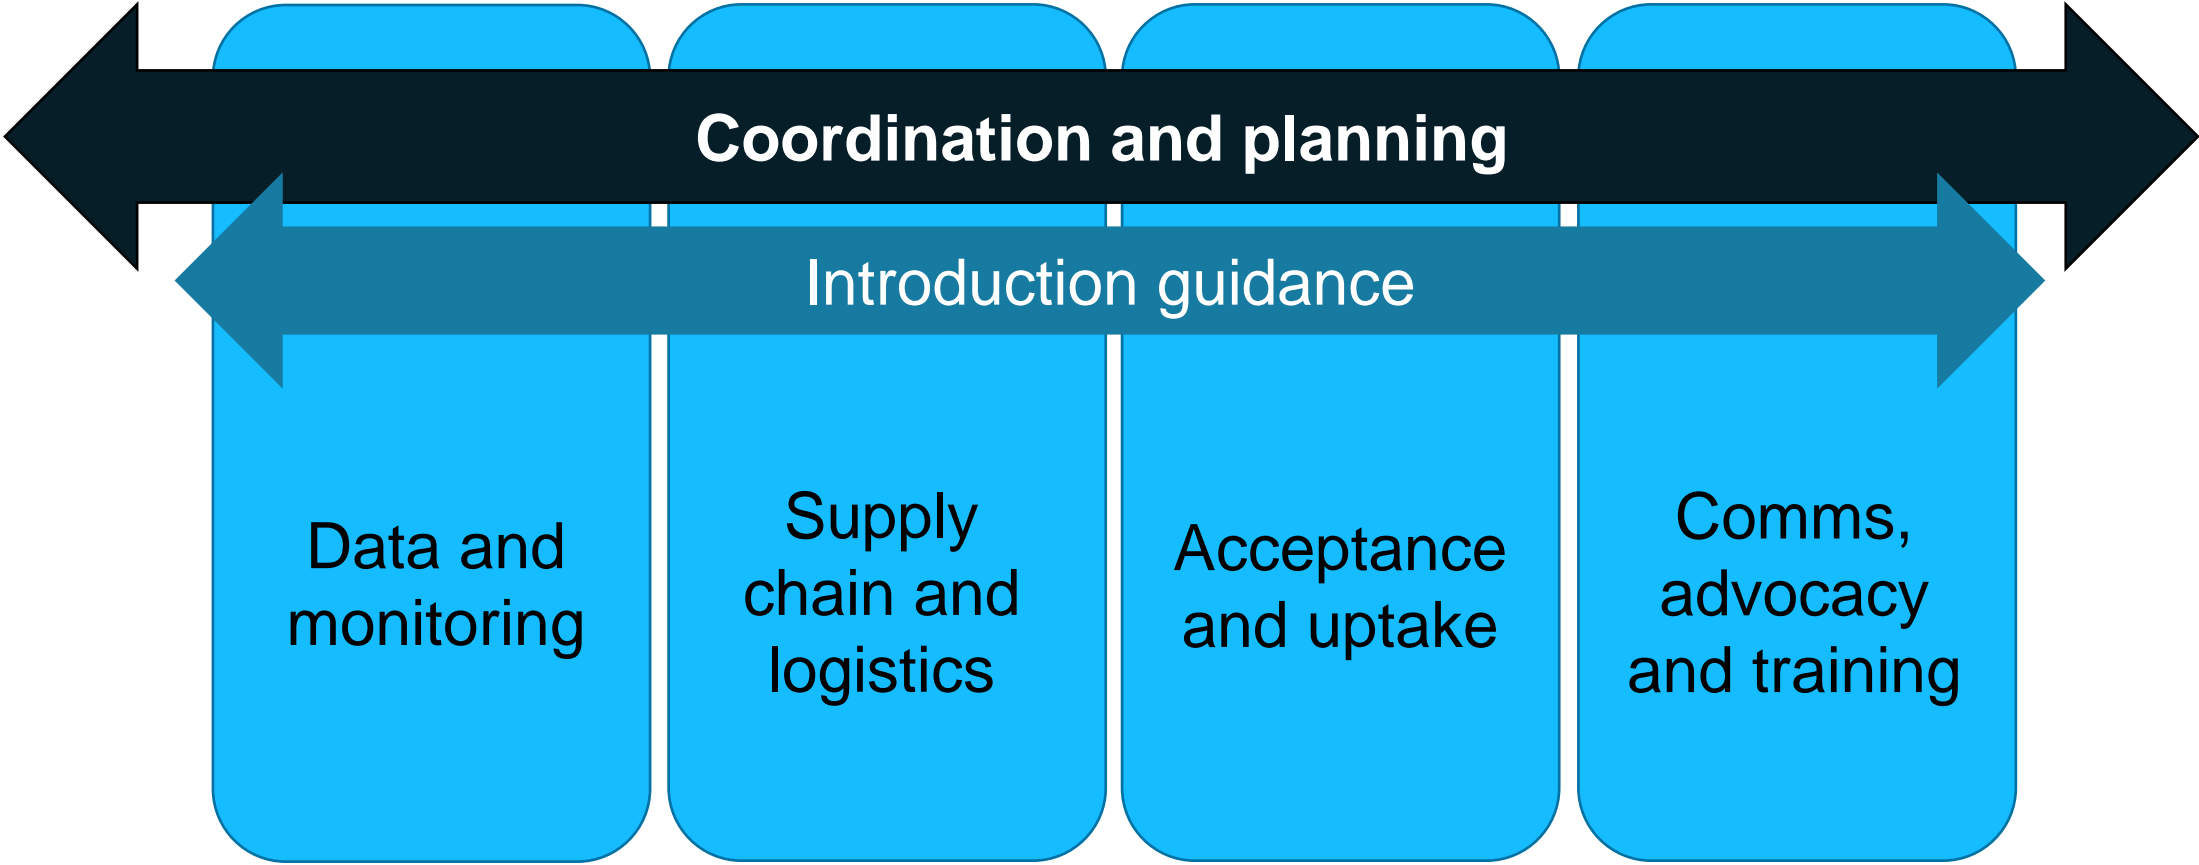 Coordination and planning
Introduction guidance
Data and
monitoring
Supply
chain and
logistics
Acceptance
and uptake
Comms,
advocacy
and training